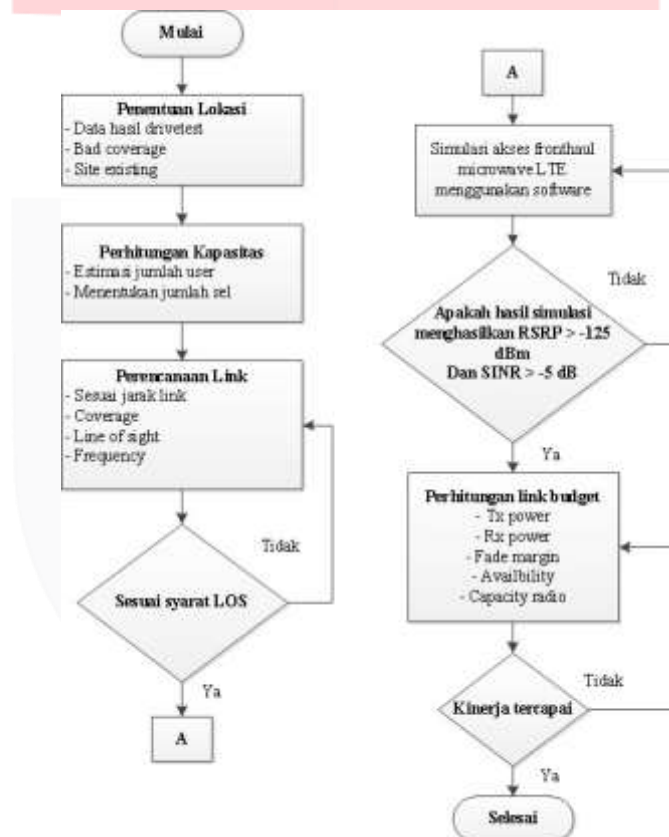 Mulai
Penentuan Lokasi
- Data hasil drivetest
- Bad coverage
- Site existing
Perhitungan Kapasitas
- Estimasi jumlah user
- Menentukan jumlah sel
Perencanaan Link
- Sesuai jarak link
- Coverage
- Line of sight
- Frequency
Tidak
Sesuai syarat LOS
Ya
A
A
Simulasi akses fronthaul
microwave LTE
menggunakan software
Tidak
Apakah hasil simulasi
menghasilkan RSRP > -125
dBm
Dan SINR > -5 dB
Ya
Perhitungan link budget
- Tx power
- Rx power
- Fade margin
- Availbility
- Capacity radio
Tidak
Kinerja tercapai
Ya
Selesai